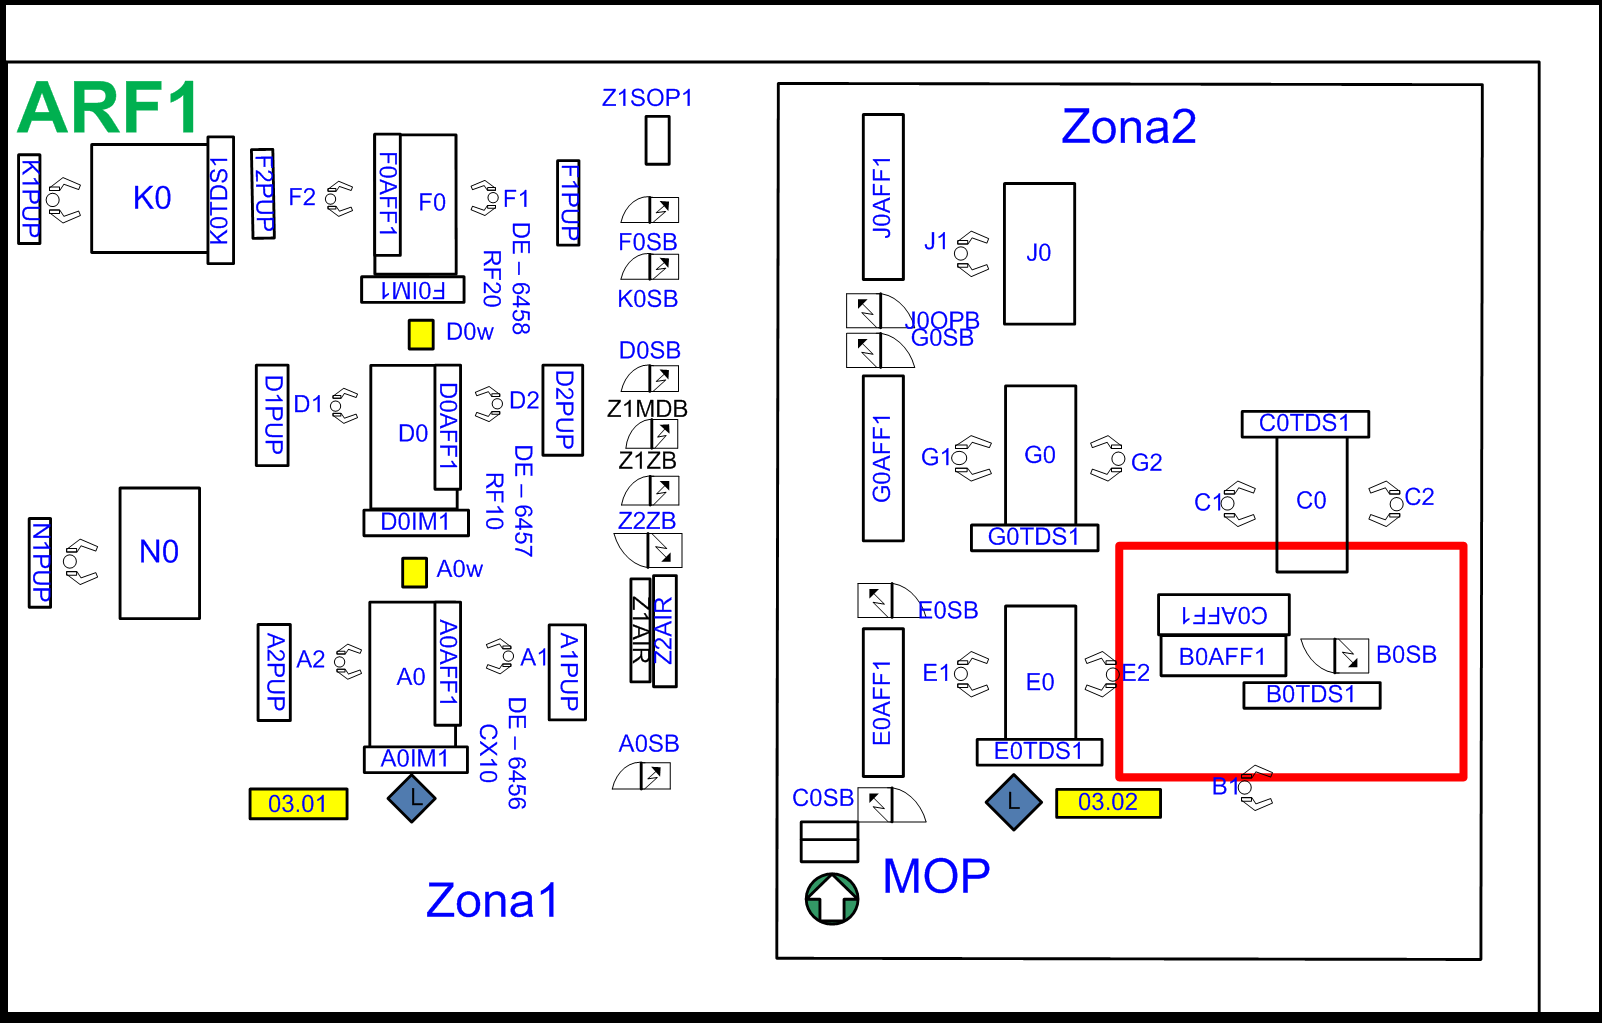 ARF1
Z1SOP1
Zona2
K1PUP
K0
K0TDS1
F2PUP
F2
F0AFF1
F0
F1
F1PUP
F0IM1
DE – 6458
RF20
F0SB
K0SB
J0AFF1
J1
J0
J0OPB
G0SB
D0w
D0SB
D1PUP
D1
D0
D0AFF1
D2
D2PUP
Z1MDB
Z1ZB
D0IM1
DE – 6457
RF10
Z2ZB
G0AFF1
G1
G0
G2
G0TDS1
C0TDS1
C1
C0
C2
N1PUP
N0
A0w
Z1AIR
Z2AIR
E0SB
C0AFF1
B0AFF1
B0SB
B0TDS1
A2PUP
A2
A0
A0AFF1
A1
A1PUP
A0IM1
DE – 6456
CX10
A0SB
E0AFF1
E1
E0
E2
E0TDS1
B1
03.01
L
C0SB
L
03.02
MOP
Zona1